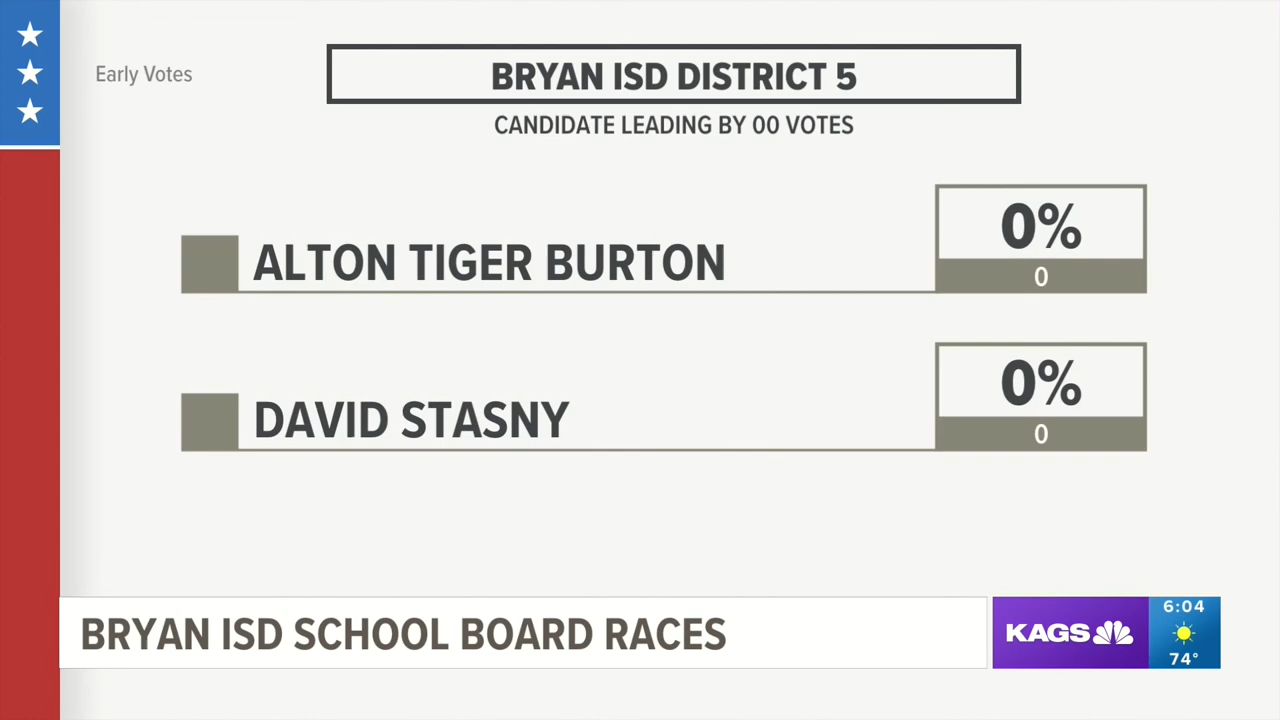 Early Votes
BRYAN ISD DISTRICT 5
CANDIDATE LEADING BY 00 VOTES
ALTON TIGER BURTON
0%
0
DAVID STASNY
0%
0
BRYAN ISD SCHOOL BOARD RACES
KAGS
6:04
74°